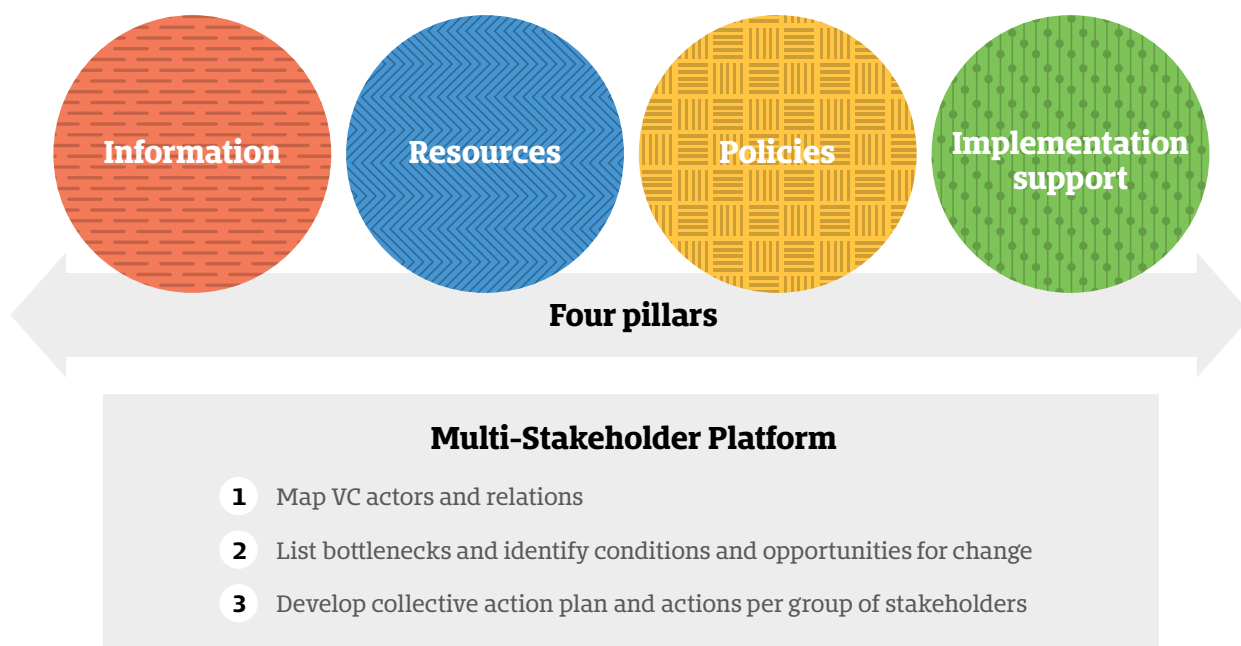 Information
Resources
Policies
Implementation
support
Four pillars
Multi-Stakeholder Platform
1 Map VC actors and relations
2 List bottlenecks and identify conditions and opportunities for change
3 Develop collective action plan and actions per group of stakeholders